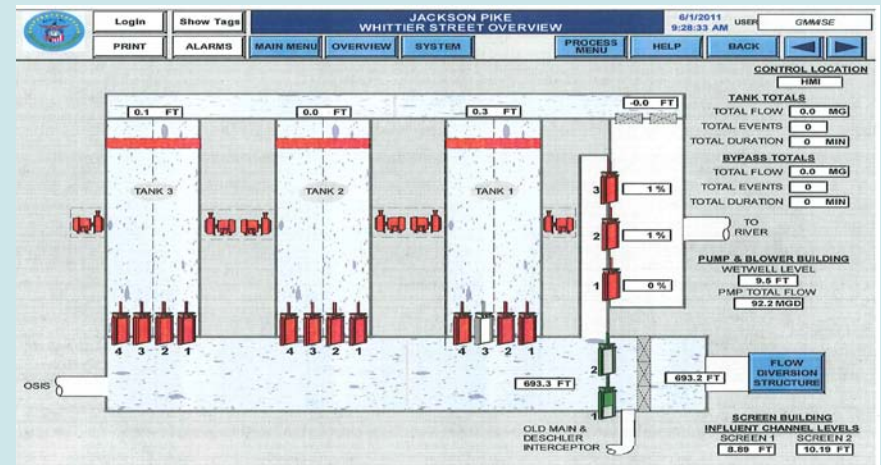 Login
Show Tags
JACKSON PIKE
WHITTIER STREET OVERVIEW
6/1/2011
9:28:33 AM
USER
GMWISE
PRINT
ALARMS
MAIN MENU
OVERVIEW
SYSTEM
PROCESS MENU
HELP
BACK
CONTROL LOCATION
HMI
TANK TOTALS
TOTAL FLOW 0.0 MG
TOTAL EVENTS 0
TOTAL DURATION 0 MIN
BYPASS TOTALS
TOTAL FLOW 0.0 MG
TOTAL EVENTS 0
TOTAL DURATION 0 MIN
0.1 FT
0.0 FT
0.3 FT
-0.0 FT
TANK 3
TANK 2
TANK 1
3 1 %
2 1 %
1 0 %
TO
RIVER
PUMP & BLOWER BUILDING
WETWELL LEVEL
9.5 FT
PMP TOTAL FLOW
92.2 MGD
4 3 2 1
4 3 2 1
4 3 2 1
2
1
OSIS
693.3 FT
693.2 FT
FLOW
DIVERSION
STRUCTURE
OLD MAIN &
DESCHLER
INTERCEPTOR
SCREEN BUILDING
INFLUENT CHANNEL LEVELS
SCREEN 1 SCREEN 2
8.89 FT 10.19 FT